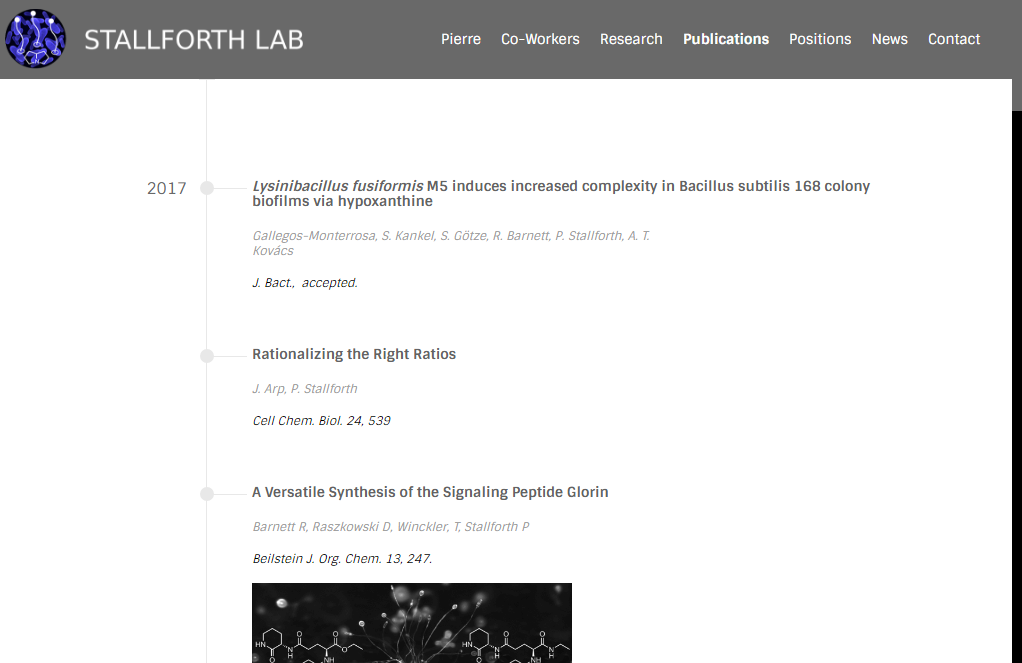 STALLFORTH LAB
Pierre Co-Workers Research Publications Positions News Contact
2017
Lysinibacillus fusiformis M5 induces increased complexity in Bacillus subtilis 168 colony
biofilms via hypoxanthine
Gallegos-Monterrosa, S. Kankel, S. Götze, R. Barnett, P. Stallforth, A. T.
Kovács
J. Bact., accepted.
Rationalizing the Right Ratios
J. Arp, P. Stallforth
Cell Chem. Biol. 24, 539
A Versatile Synthesis of the Signaling Peptide Glorin
Barnett R, Raszkowski D, Winckler, T, Stallforth P
Beilstein J. Org. Chem. 13, 247.
O O O O
HN N H O HN N H N H
O NH O NH